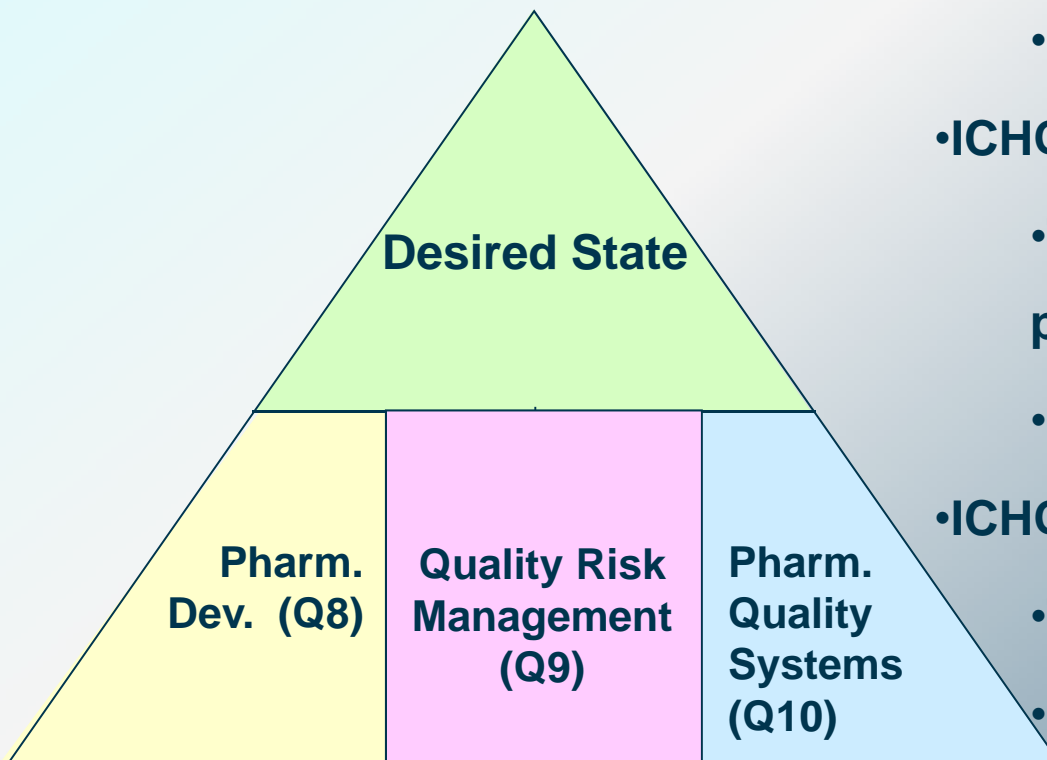 Desired State
Pharm.
Dev. (Q8)
Quality Risk
Management
(Q9)
Pharm.
Quality
Systems
(Q10)
•
•ICH
•
•
•ICH
•
•